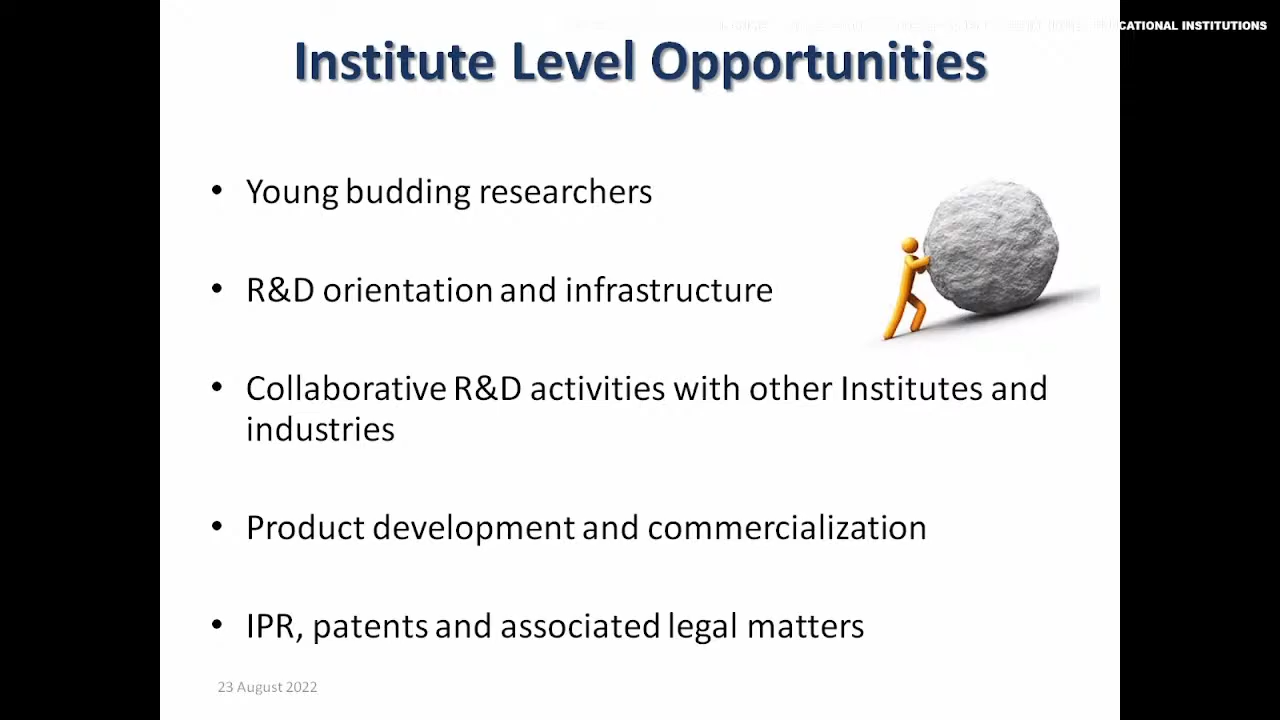 CATIONAL INSTITUTIONS
Institute Level Opportunities
• Young budding researchers
• R&D orientation and infrastructure
• Collaborative R&D activities with other Institutes and
industries
• Product development and commercialization
• IPR, patents and associated legal matters
23 August 2022